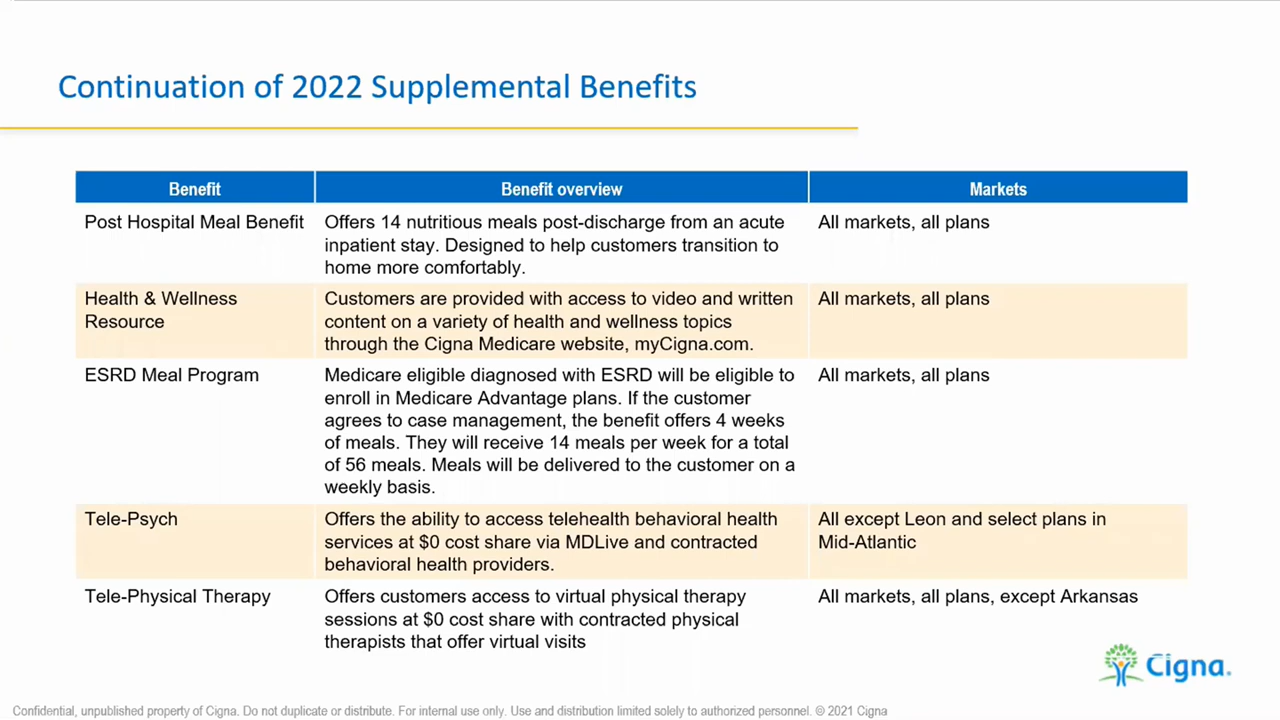 Continuation of 2022 Supplemental Benefits
Benefit
Benefit overview
Markets
Post Hospital Meal Benefit
Offers 14 nutritious meals post-discharge from an acute
inpatient stay. Designed to help customers transition to
home more comfortably.
All markets, all plans
Health & Wellness
Resource
Customers are provided with access to video and written
content on a variety of health and wellness topics
through the Cigna Medicare website, myCigna.com.
All markets, all plans
ESRD Meal Program
Medicare eligible diagnosed with ESRD will be eligible to
enroll in Medicare Advantage plans. If the customer
agrees to case management, the benefit offers 4 weeks
of meals. They will receive 14 meals per week for a total
of 56 meals. Meals will be delivered to the customer on a
weekly basis.
All markets, all plans
Tele-Psych
Offers the ability to access telehealth behavioral health
services at $0 cost share via MDLive and contracted
behavioral health providers.
All except Leon and select plans in
Mid-Atlantic
Tele-Physical Therapy
Offers customers access to virtual physical therapy
sessions at $0 cost share with contracted physical
therapists that offer virtual visits
All markets, all plans, except Arkansas
Cigna.
Confidential, unpublished property of Cigna. Do not duplicate or distribute. For internal use only. Use and distribution limited solely to authorized personnel. © 2021 Cigna